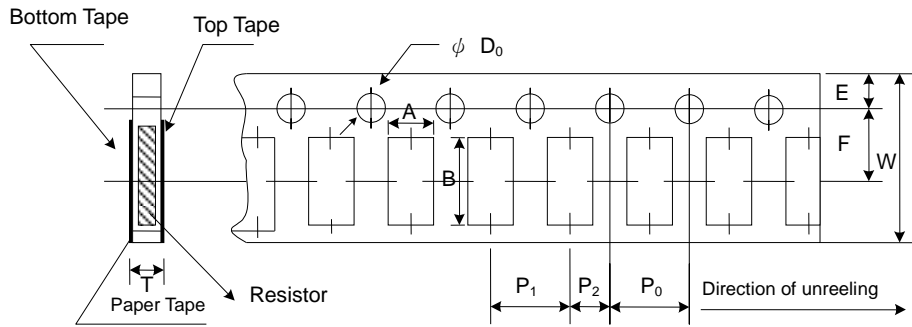 Bottom Tape
Top Tape
ϕ D₀
E
A
F
W
B
T
P₁
P₂
P₀
Direction of unreeling
Resistor
Paper Tape